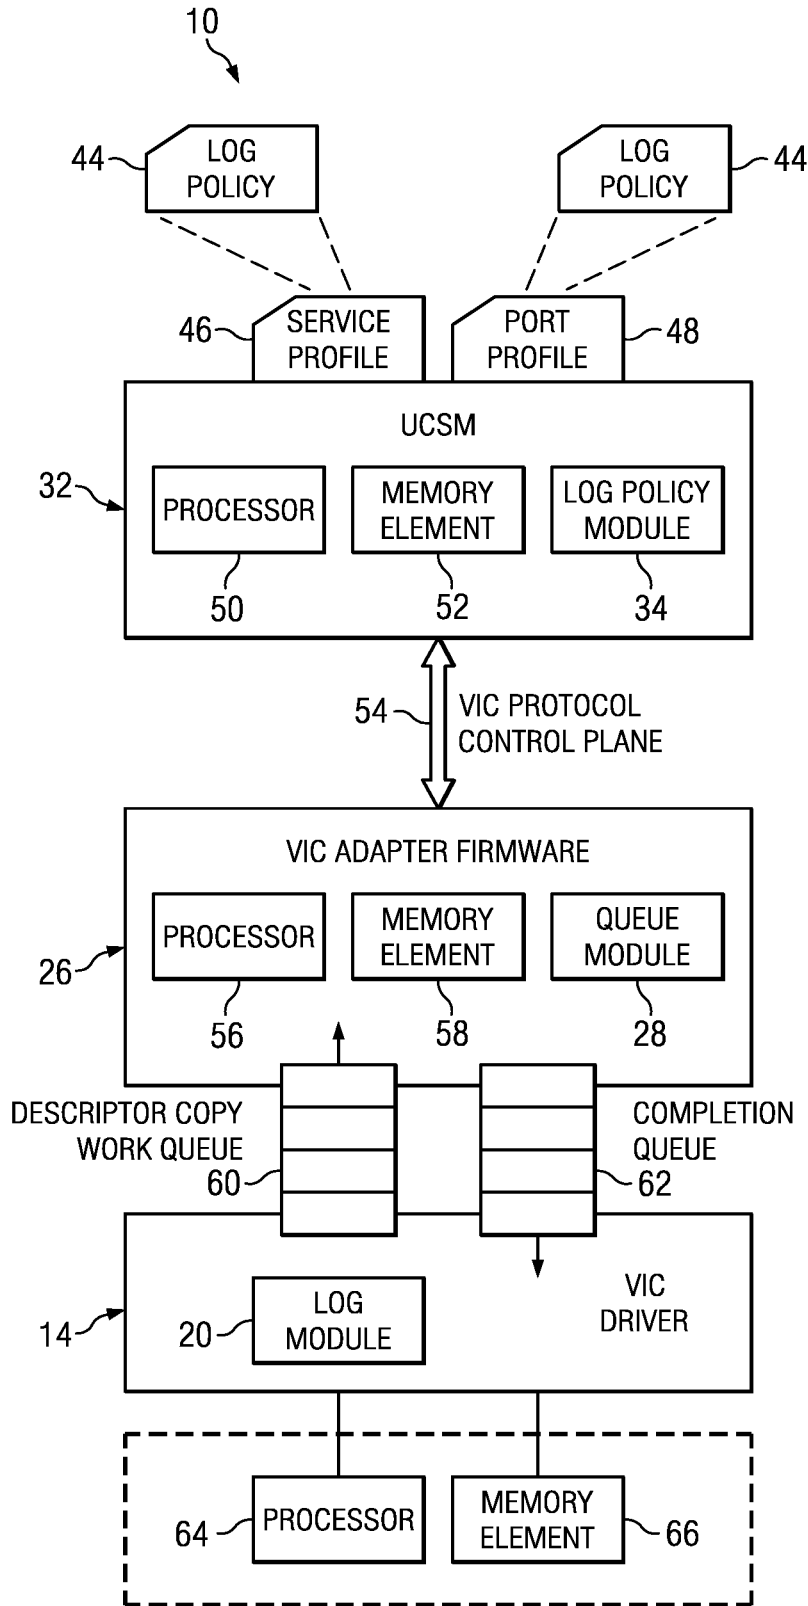 10
44
LOG
POLICY
LOG
POLICY
44
46
SERVICE
PROFILE
PORT
PROFILE
48
UCSM
32
PROCESSOR
MEMORY
ELEMENT
LOG POLICY
MODULE
50
52
34
54
VIC PROTOCOL
CONTROL PLANE
VIC ADAPTER FIRMWARE
26
PROCESSOR
MEMORY
ELEMENT
QUEUE
MODULE
56
58
28
DESCRIPTOR COPY
WORK QUEUE
60
COMPLETION
QUEUE
62
14
20
LOG
MODULE
VIC
DRIVER
64
PROCESSOR
MEMORY
ELEMENT
66